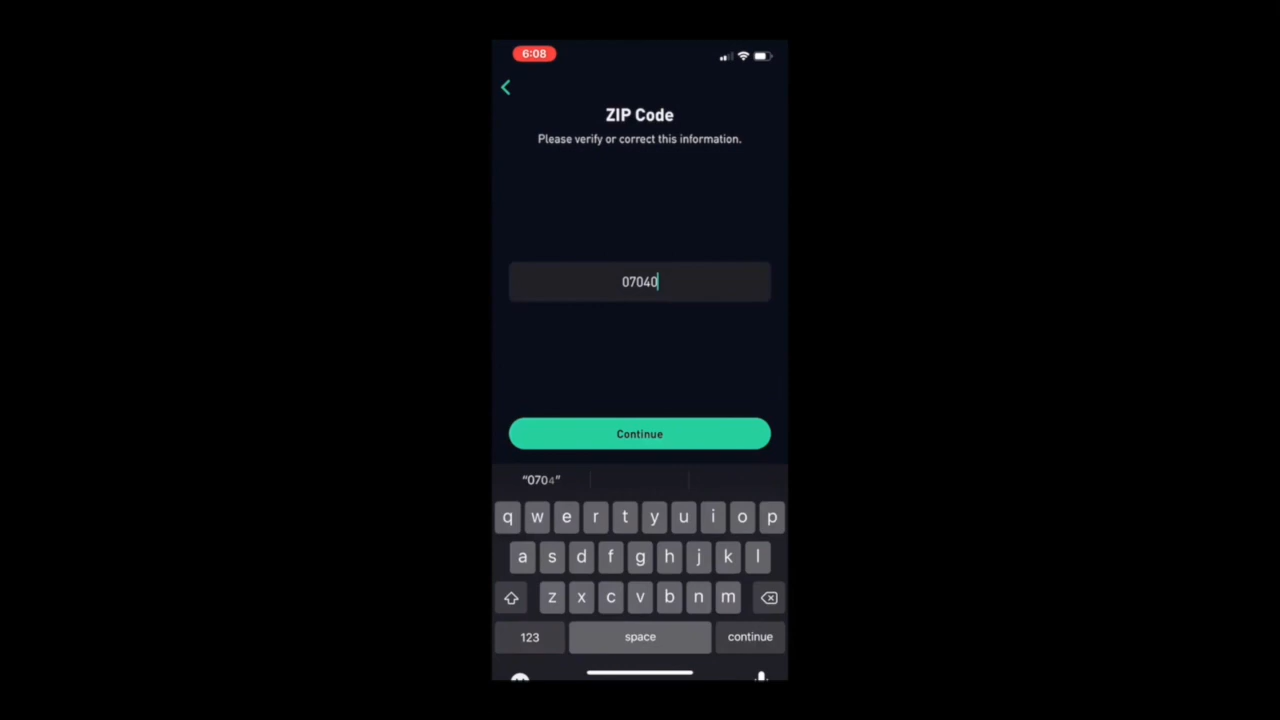 6:08
ZIP Code
Please verify or correct this information.
07040
Continue
“0704”
q w e r t y u i o p
a s d f g h j k l
z x c v b n m
123 space continue